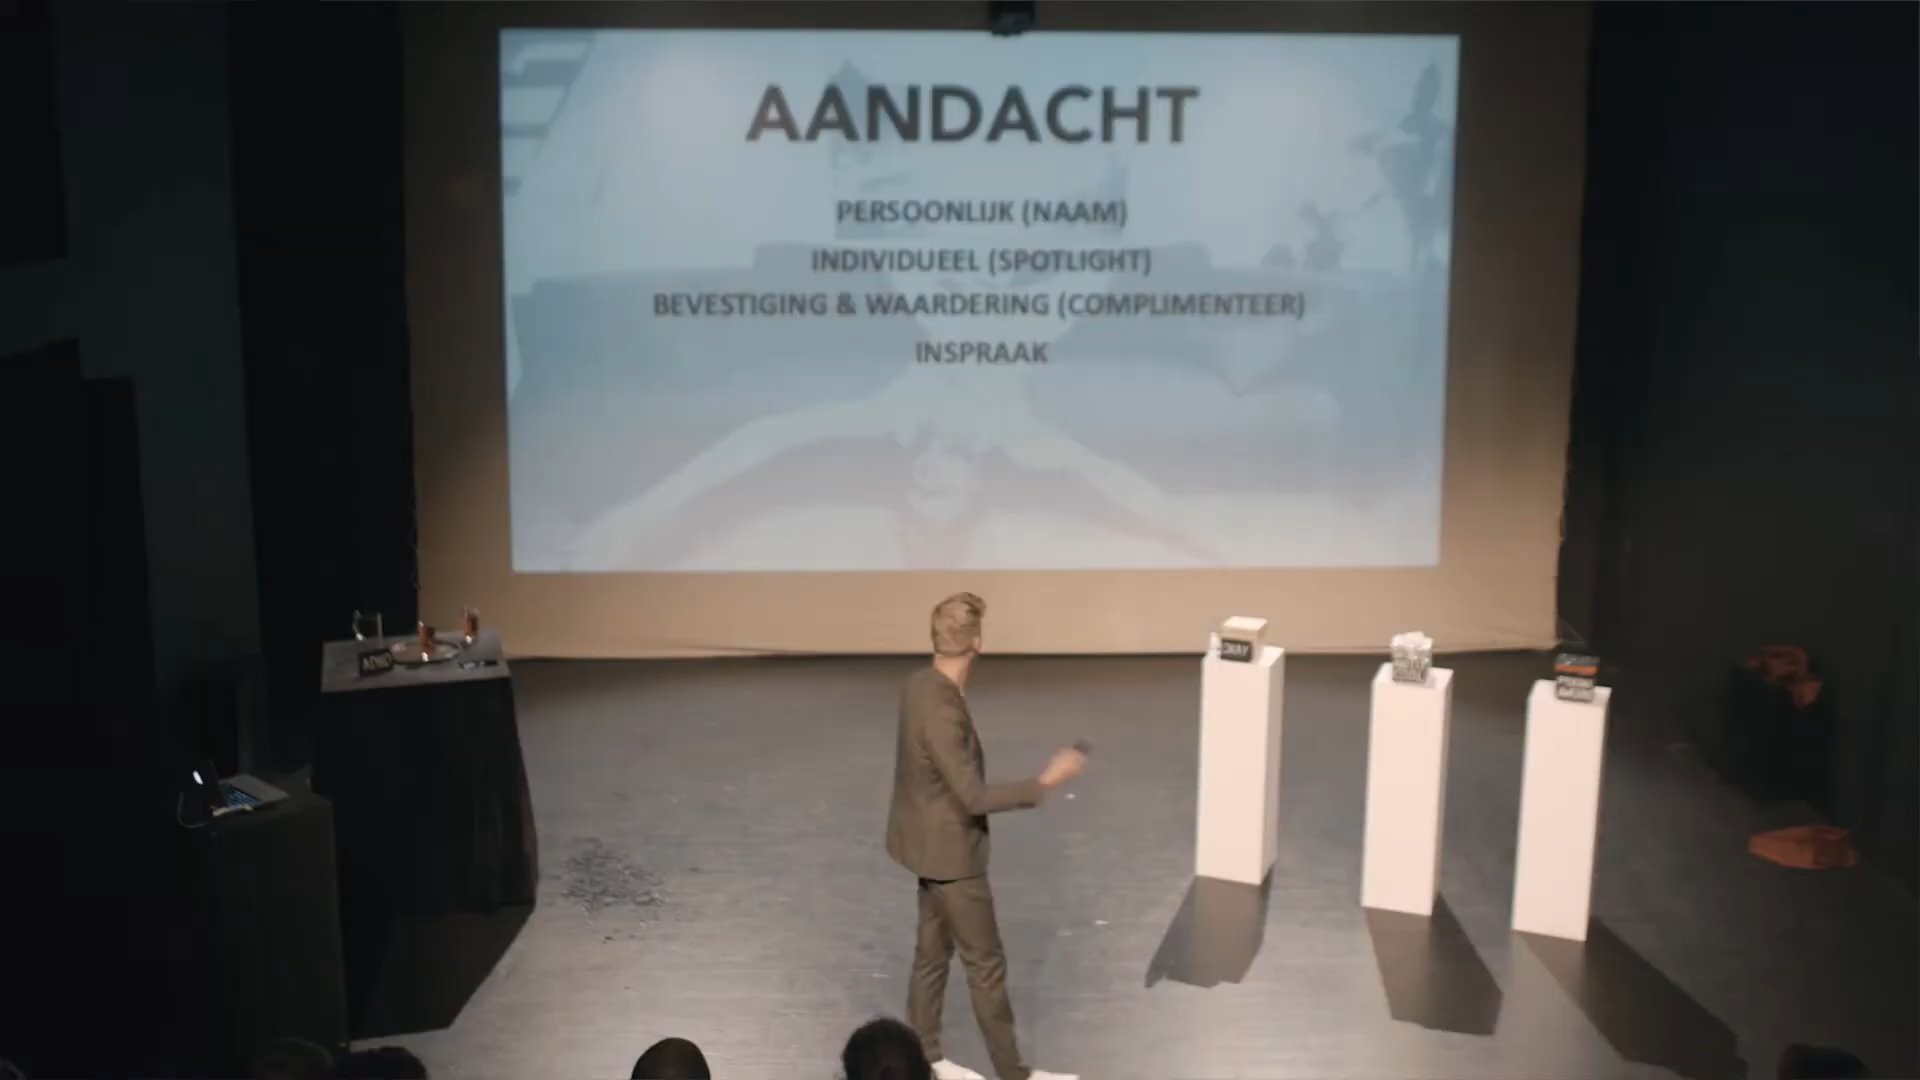 AANDACHT
PERSOONLIJK (NAAM)
INDIVIDUEEL (SPOTLIGHT)
BEVESTIGING & WAARDERING (COMPLIMENTEER)
INSPRAAK